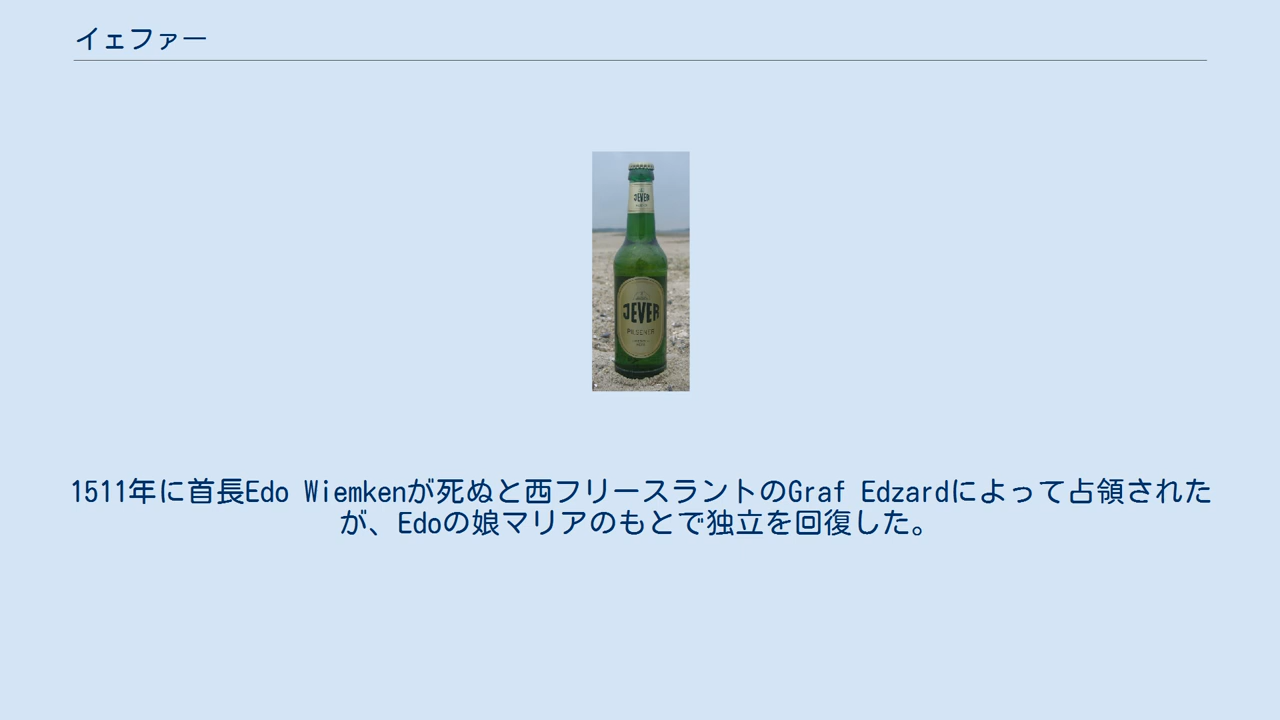 イェファー
JEVER
JEVER
PILSENER
1511年に首長Edo Wiemkenが死ぬと西フリースラントのGraf Edzardによって占領された
が、Edoの娘マリアのもとで独立を回復した。